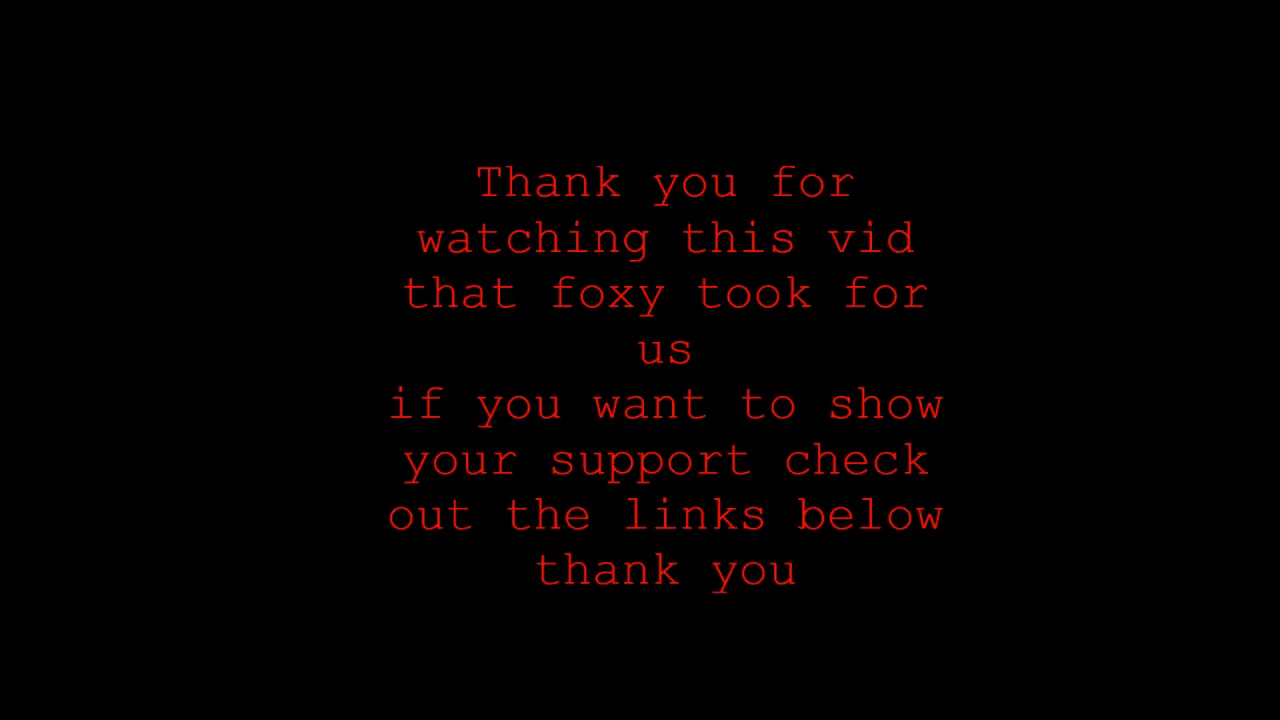 Thank you for
watching this vid
that foxy took for
us
if you want to show
your support check
out the links below
thank you